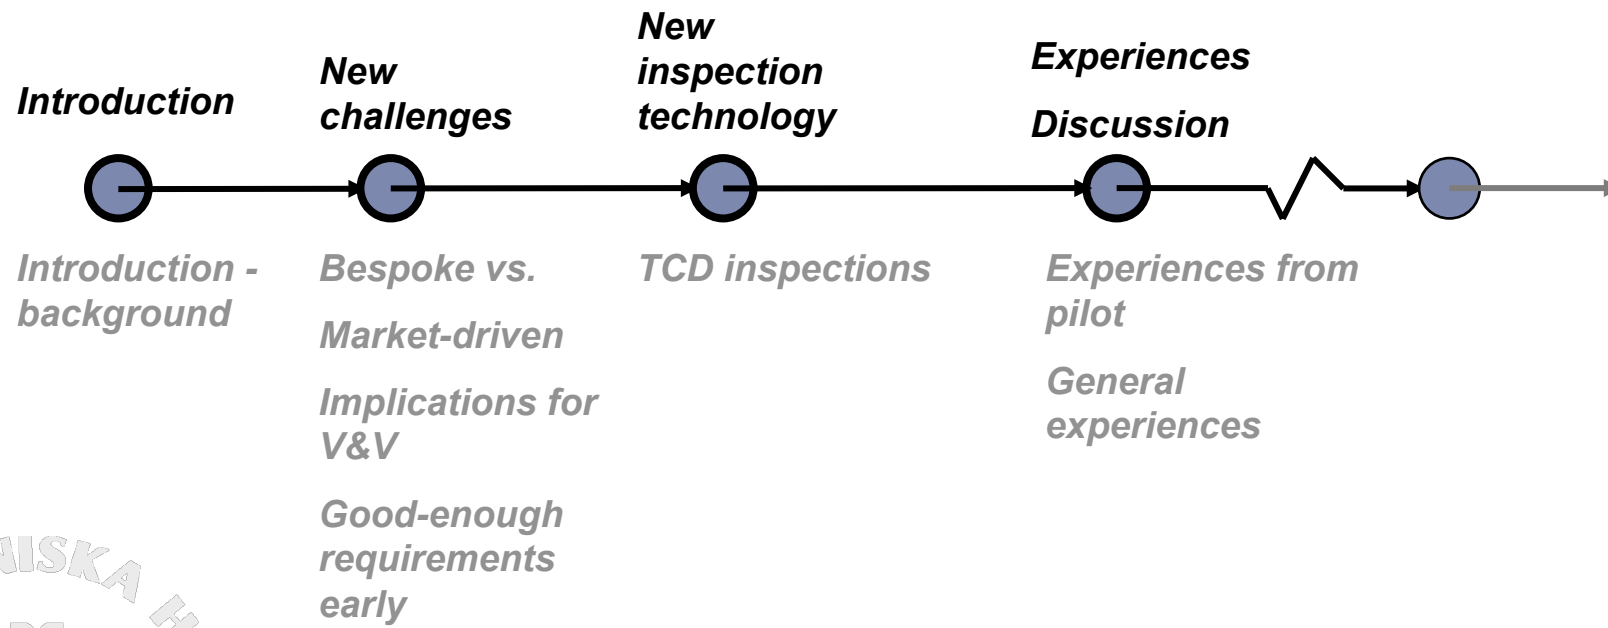 Introduction
New
challenges
New
inspection
technology
Experiences
Discussion
Introduction -
background
Bespoke vs.
Market-driven
Implications for
V&V
Good-enough
requirements
early
TCD inspections
Experiences from
pilot
General
experiences
NISKA H